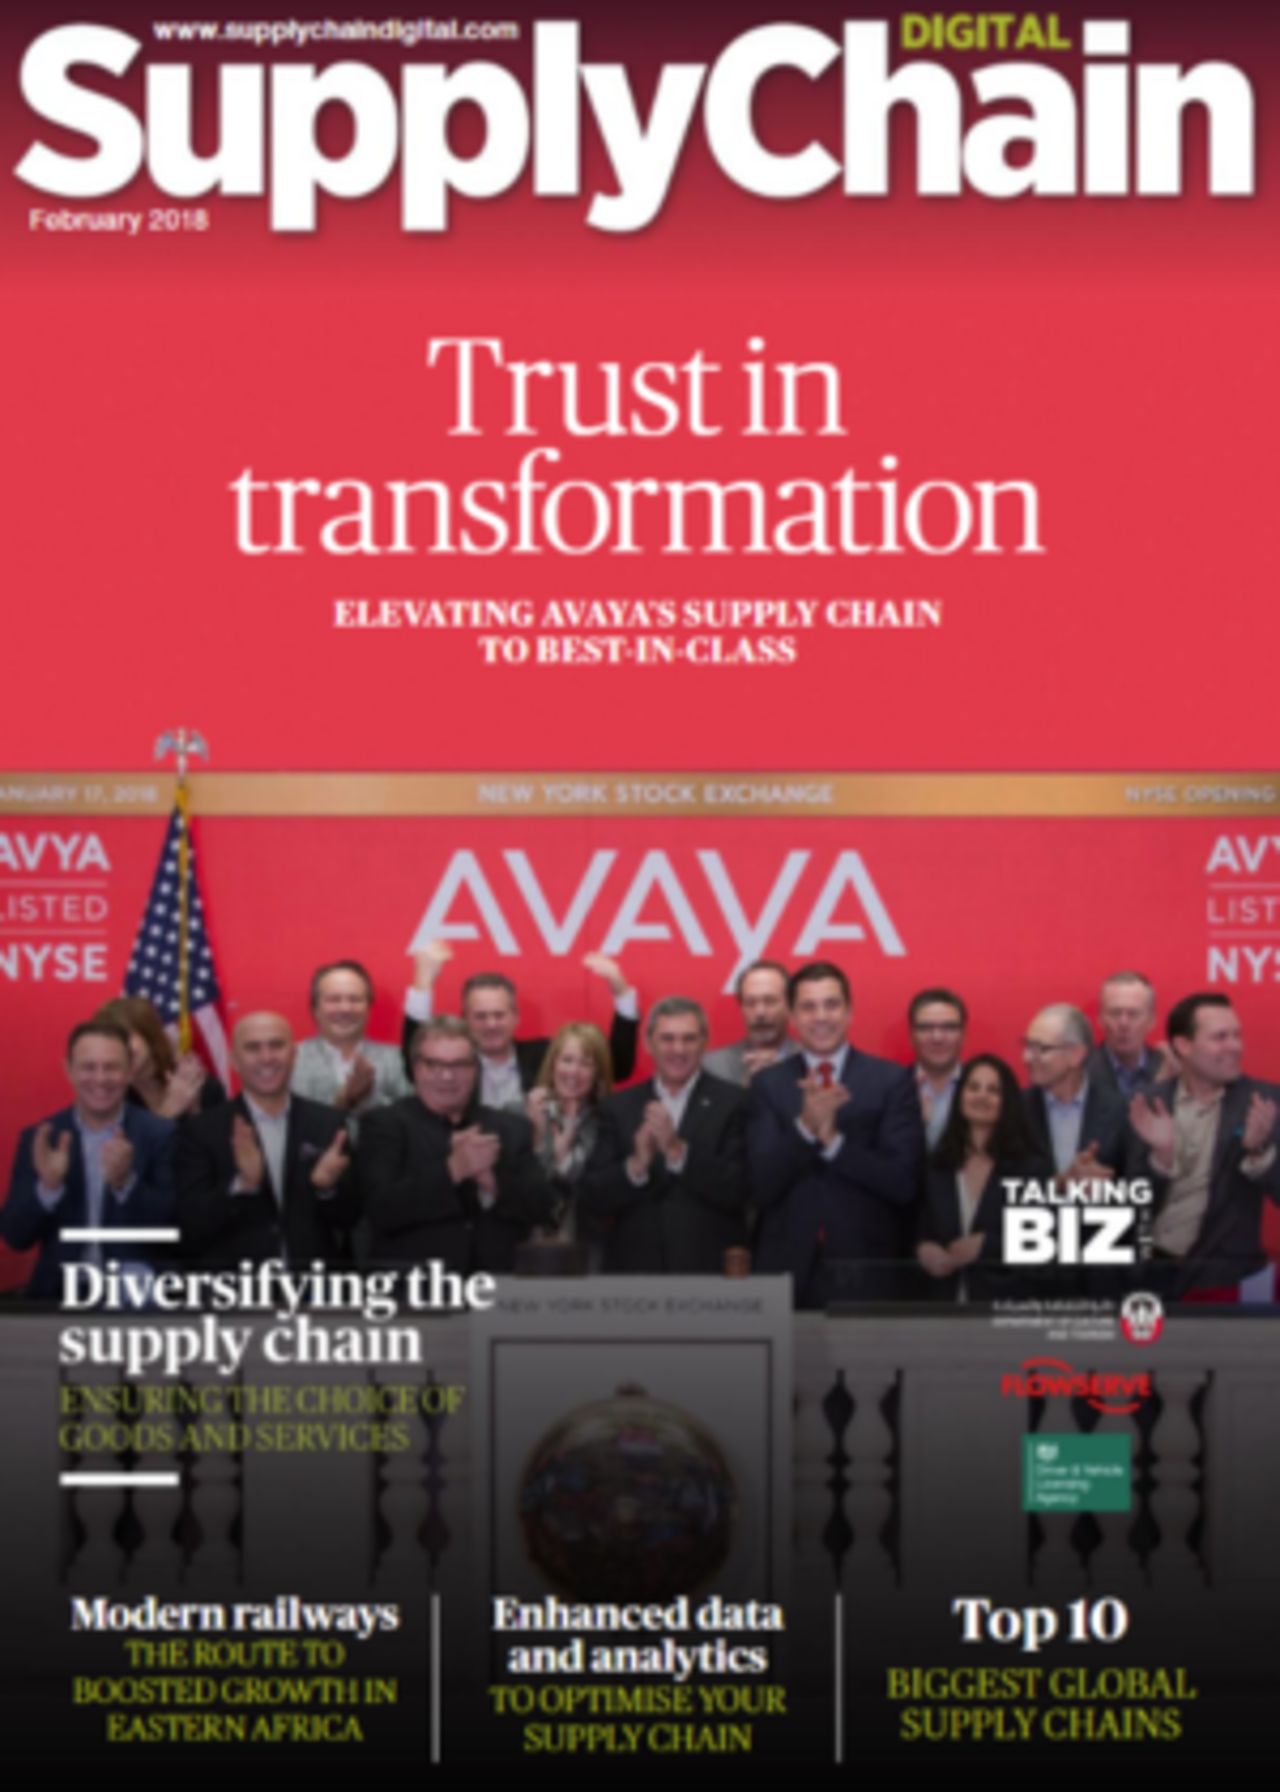 www.supplychaindigital.com
DIGITAL
SupplyChain
February 2018
Trust in
transformation
ELEVATING AVAYA'S SUPPLY CHAIN
TO BEST-IN-CLASS
ANUARY 17, 2018
NEW YORK STOCK EXCHANGE
NYSE OPENING
AVYA
LISTED
NYSE
AVAYA
AVY
LIST
NYS
TALKING
BIZ
Diversifying the
supply chain
ENSURING THE CHOICE OF
GOODS AND SERVICES
NEW YORK STOCK EXCHANGE
FLOWSERVE
Driver & Vehicle
Licensing
Agency
Modern railways
THE ROUTE TO
BOOSTED GROWTH IN
EASTERN AFRICA
Enhanced data
and analytics
TO OPTIMISE YOUR
SUPPLY CHAIN
Top 10
BIGGEST GLOBAL
SUPPLY CHAINS